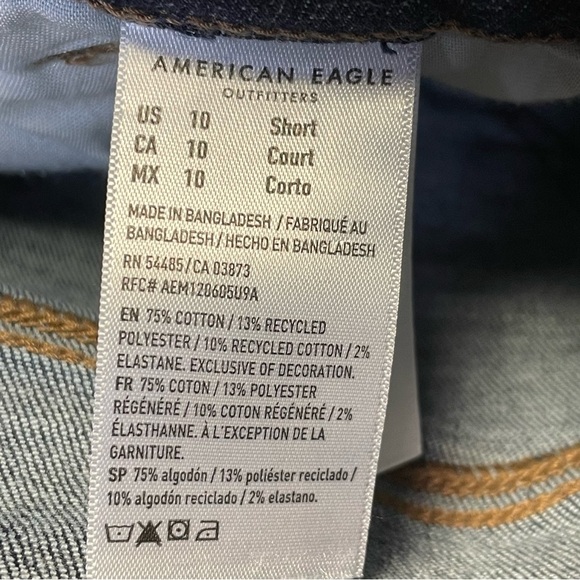 AMERICAN EAGLE
OUTFITTERS
US 10 Short
CA 10 Court
MX 10 Corto
MADE IN BANGLADESH / FABRIQUÉ AU
BANGLADESH / HECHO EN BANGLADESH
RN 54485/CA 03873
RFC# AEM120605U9A
EN 75% COTTON / 13% RECYCLED
POLYESTER / 10% RECYCLED COTTON / 2%
ELASTANE. EXCLUSIVE OF DECORATION.
FR 75% COTON / 13% POLYESTER
RÉGÉNÉRÉ / 10% COTON RÉGÉNÉRÉ / 2%
ÉLASTHANNE. À L'EXCEPTION DE LA
GARNITURE.
SP 75% algodón / 13% poliéster reciclado /
10% algodón reciclado / 2% elastano.